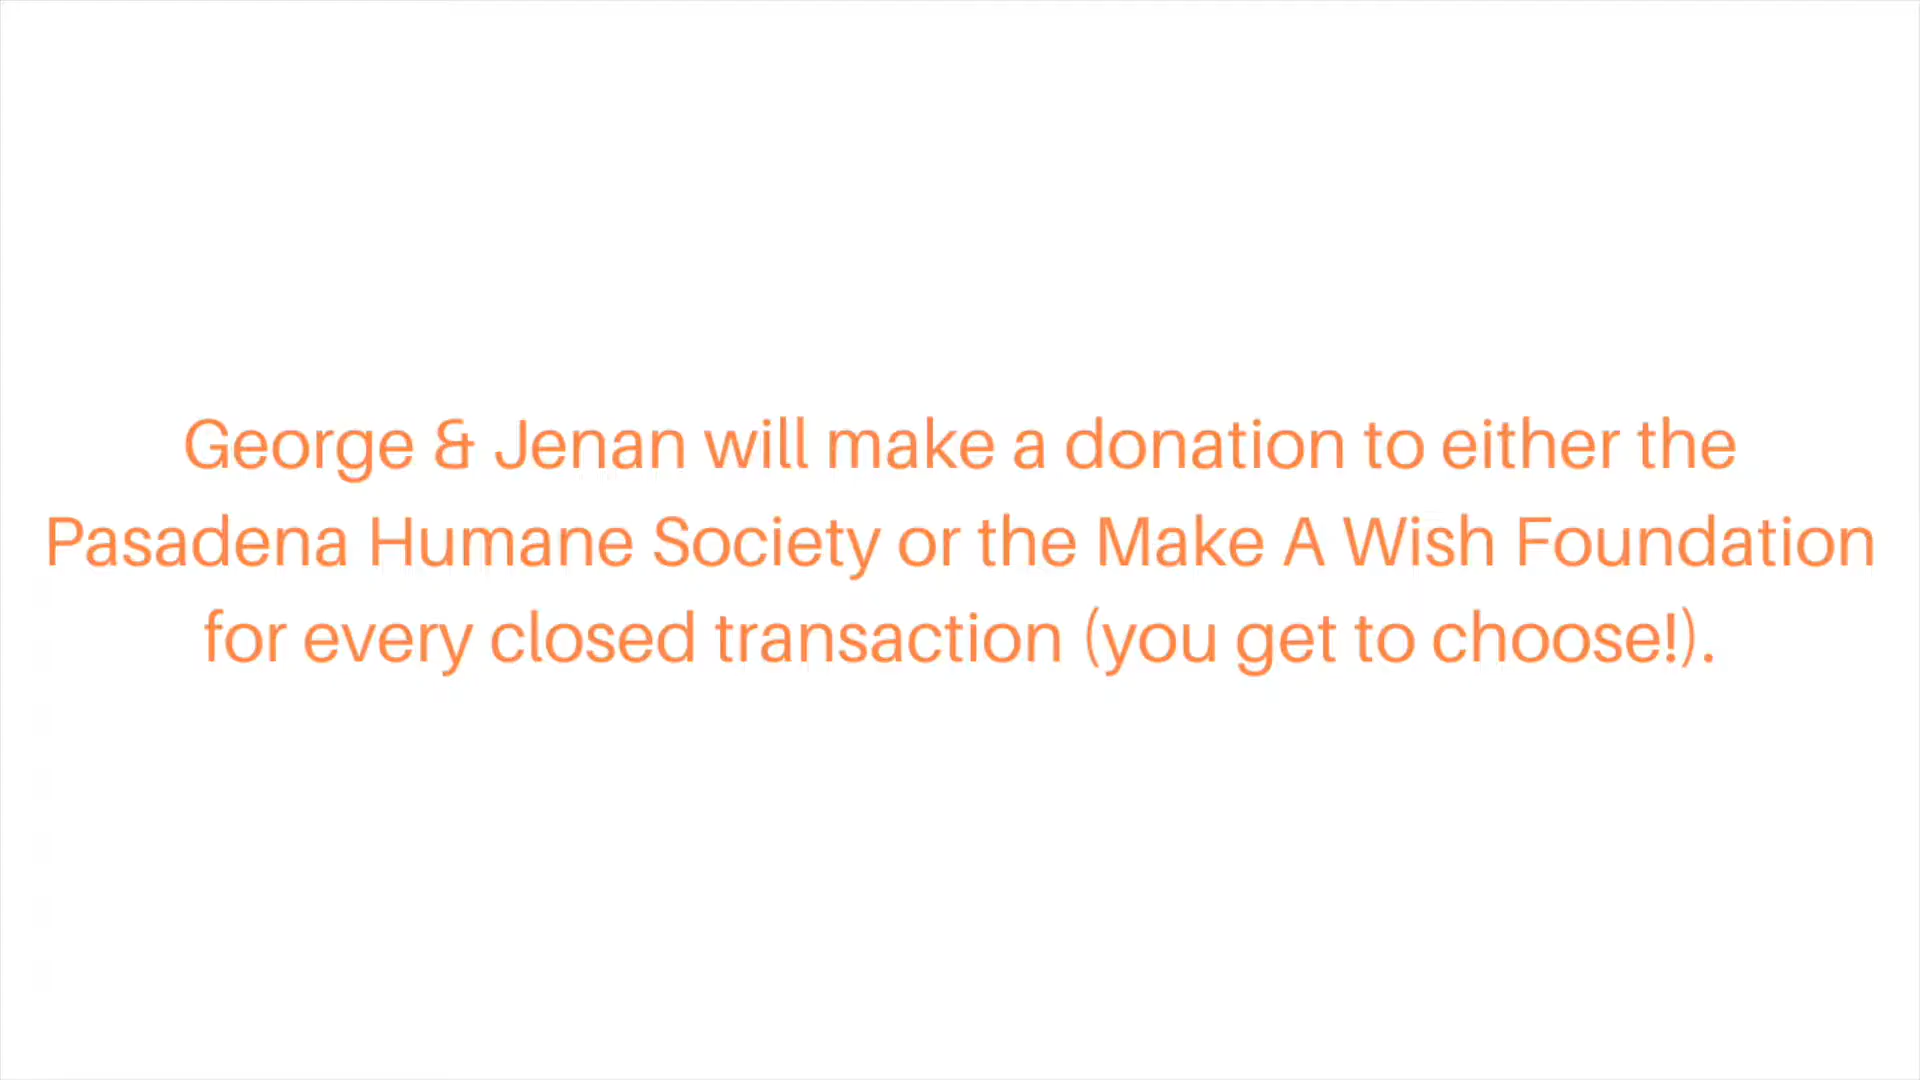 George & Jenan will make a donation to either the
Pasadena Humane Society or the Make A Wish Foundation
for every closed transaction (you get to choose!).